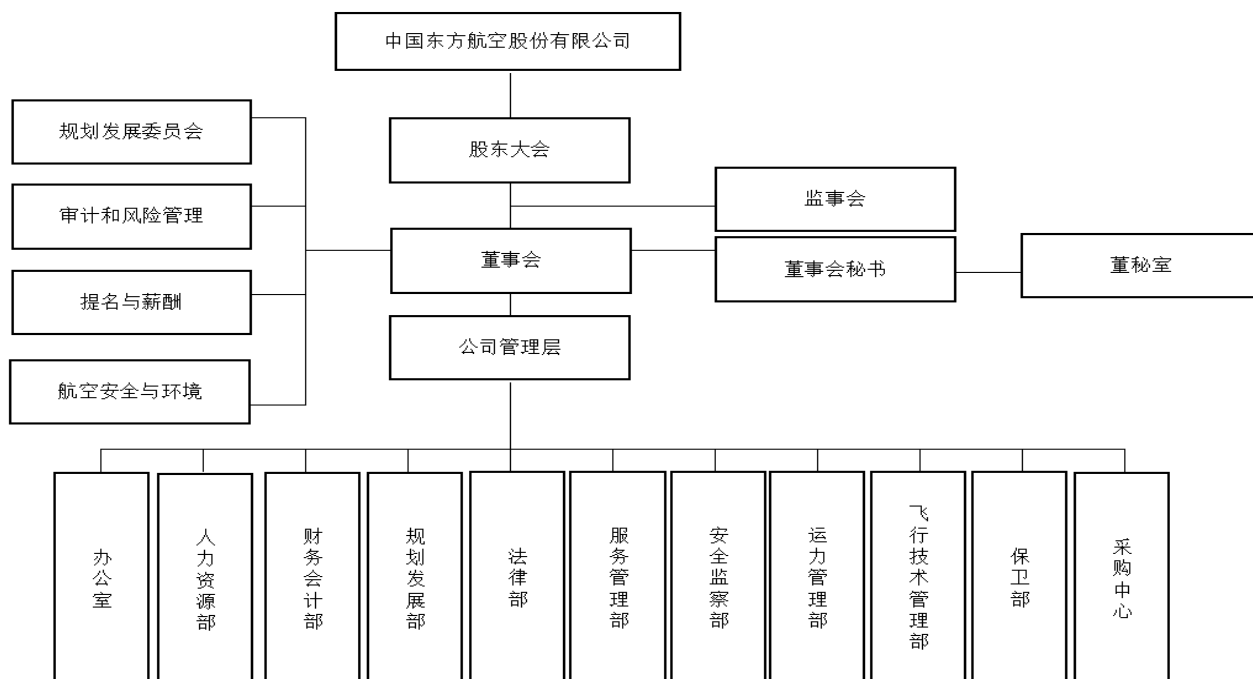 中国东方航空股份有限公司
规划发展委员会
股东大会
审计和风险管理
监事会
董事会
董事会秘书
董秘室
提名与薪酬
公司管理层
航空安全与环境
办公室
人力资源部
财务会计部
规划发展部
法律部
服务管理部
安全监察部
运力管理部
飞行技术管理部
保卫部
采购中心